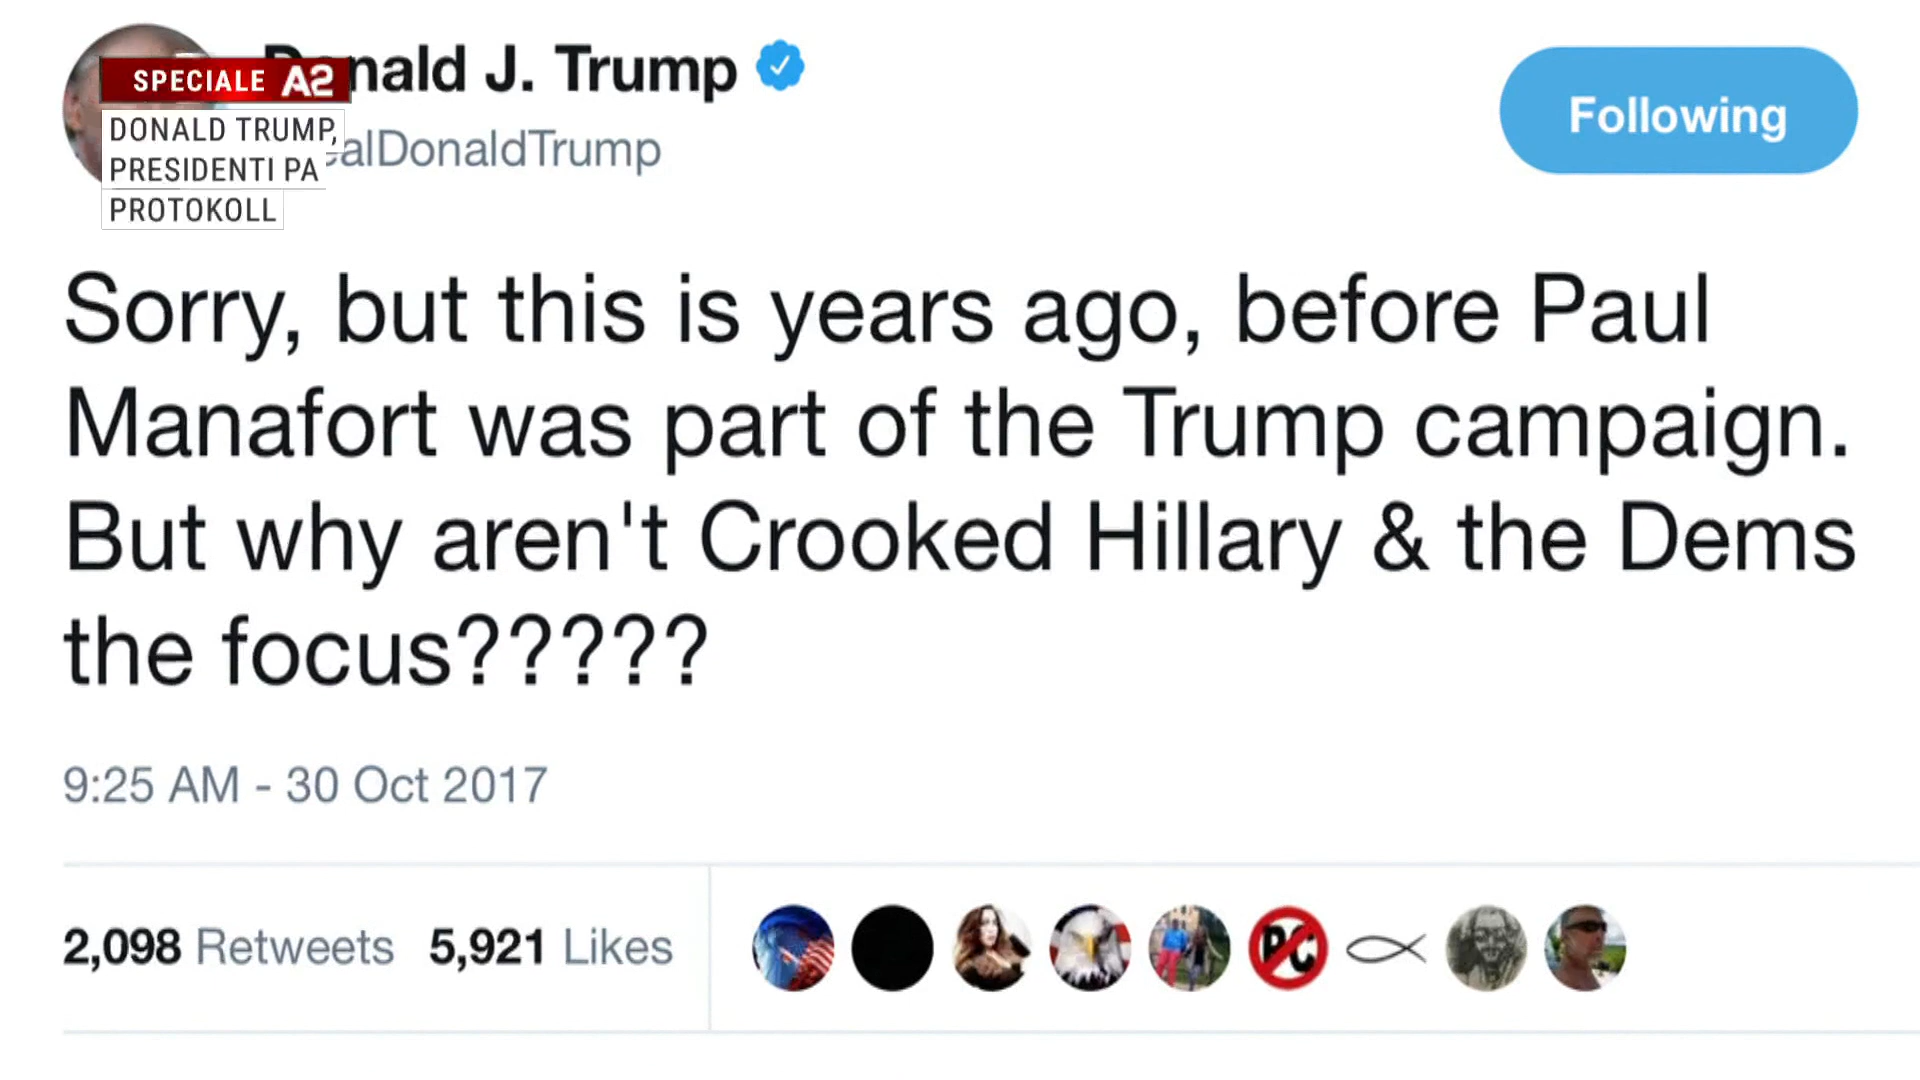 Donald J. Trump
SPECIALE A2
DONALD TRUMP,
PRESIDENTI PA
PROTOKOLL
alDonaldTrump
Following
Sorry, but this is years ago, before Paul
Manafort was part of the Trump campaign.
But why aren't Crooked Hillary & the Dems
the focus?????
9:25 AM - 30 Oct 2017
2,098 Retweets 5,921 Likes
PC